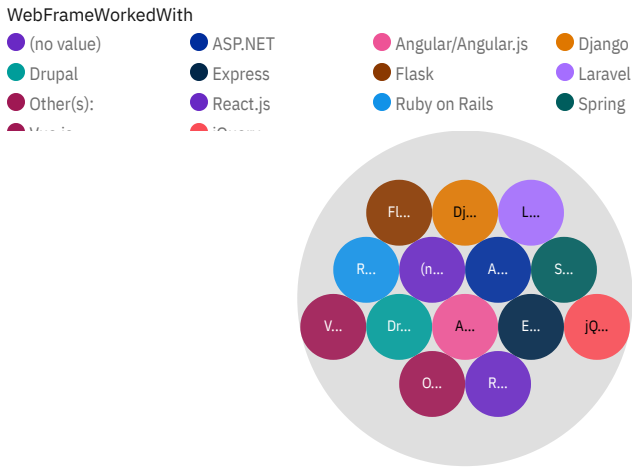 WebFrameWorkedWith
(no value) ASP.NET Angular/Angular.js Django
Drupal Express Flask Laravel
Other(s): React.js Ruby on Rails Spring
Fl... Dj... L...
R... (n... A... S...
V... Dr... A... E... jQ...
O... R...